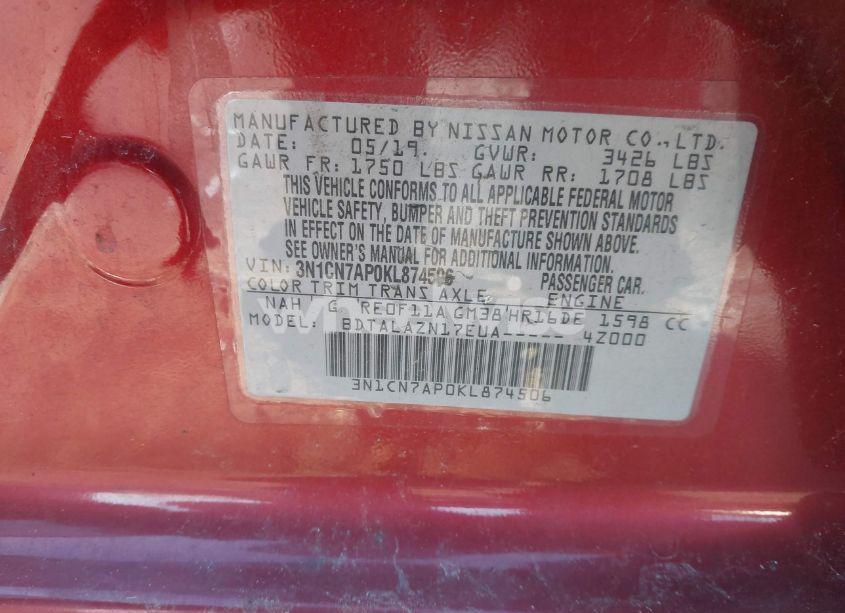 MANUFACTURED BY NISSAN MOTOR CO., LTD.
DATE: 05/19. GVWR: 3426 LBS
GAWR FR: 1750 LBS GAWR RR: 1708 LBS
THIS VEHICLE CONFORMS TO ALL APPLICABLE FEDERAL MOTOR
VEHICLE SAFETY, BUMPER AND THEFT PREVENTION STANDARDS
IN EFFECT ON THE DATE OF MANUFACTURE SHOWN ABOVE.
SEE OWNER'S MANUAL FOR ADDITIONAL INFORMATION.
VIN: 3N1CN7AP0KL874506 PASSENGER CAR.
COLOR TRIM TRANS AXLE ENGINE
NAH G RE0F11A GM38 HR16DE 1598 CC
MODEL: BDTALAZN17EUA----- 4Z000
3N1CN7AP0KL874506